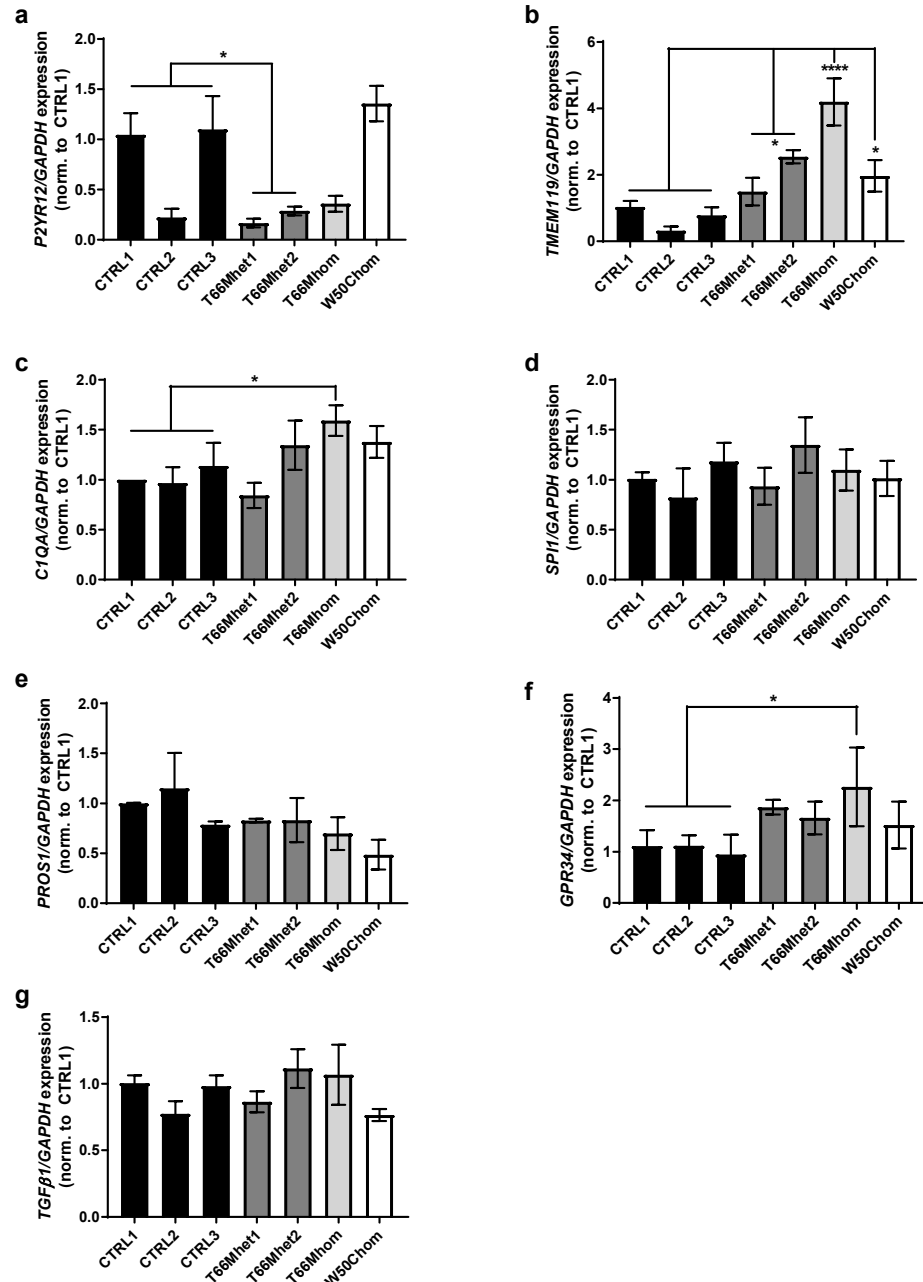 a
P2YR12/GAPDH expression
(norm. to CTRL1)
2.0
1.5
1.0
0.5
0.0
*
CTRL1
CTRL2
CTRL3
T66Mhet1
T66Mhet2
T66Mhom
W50Chom
b
TMEM119/GAPDH expression
(norm. to CTRL1)
6
4
2
0
*
****
*
CTRL1
CTRL2
CTRL3
T66Mhet1
T66Mhet2
T66Mhom
W50Chom
c
C1QA/GAPDH expression
(norm. to CTRL1)
2.0
1.5
1.0
0.5
0.0
*
CTRL1
CTRL2
CTRL3
T66Mhet1
T66Mhet2
T66Mhom
W50Chom
d
SPI1/GAPDH expression
(norm. to CTRL1)
2.0
1.5
1.0
0.5
0.0
CTRL1
CTRL2
CTRL3
T66Mhet1
T66Mhet2
T66Mhom
W50Chom
e
PROS1/GAPDH expression
(norm. to CTRL1)
2.0
1.5
1.0
0.5
0.0
CTRL1
CTRL2
CTRL3
T66Mhet1
T66Mhet2
T66Mhom
W50Chom
f
GPR34/GAPDH expression
(norm. to CTRL1)
4
3
2
1
0
*
CTRL1
CTRL2
CTRL3
T66Mhet1
T66Mhet2
T66Mhom
W50Chom
g
TGFβ1/GAPDH expression
(norm. to CTRL1)
1.5
1.0
0.5
0.0
CTRL1
CTRL2
CTRL3
T66Mhet1
T66Mhet2
T66Mhom
W50Chom